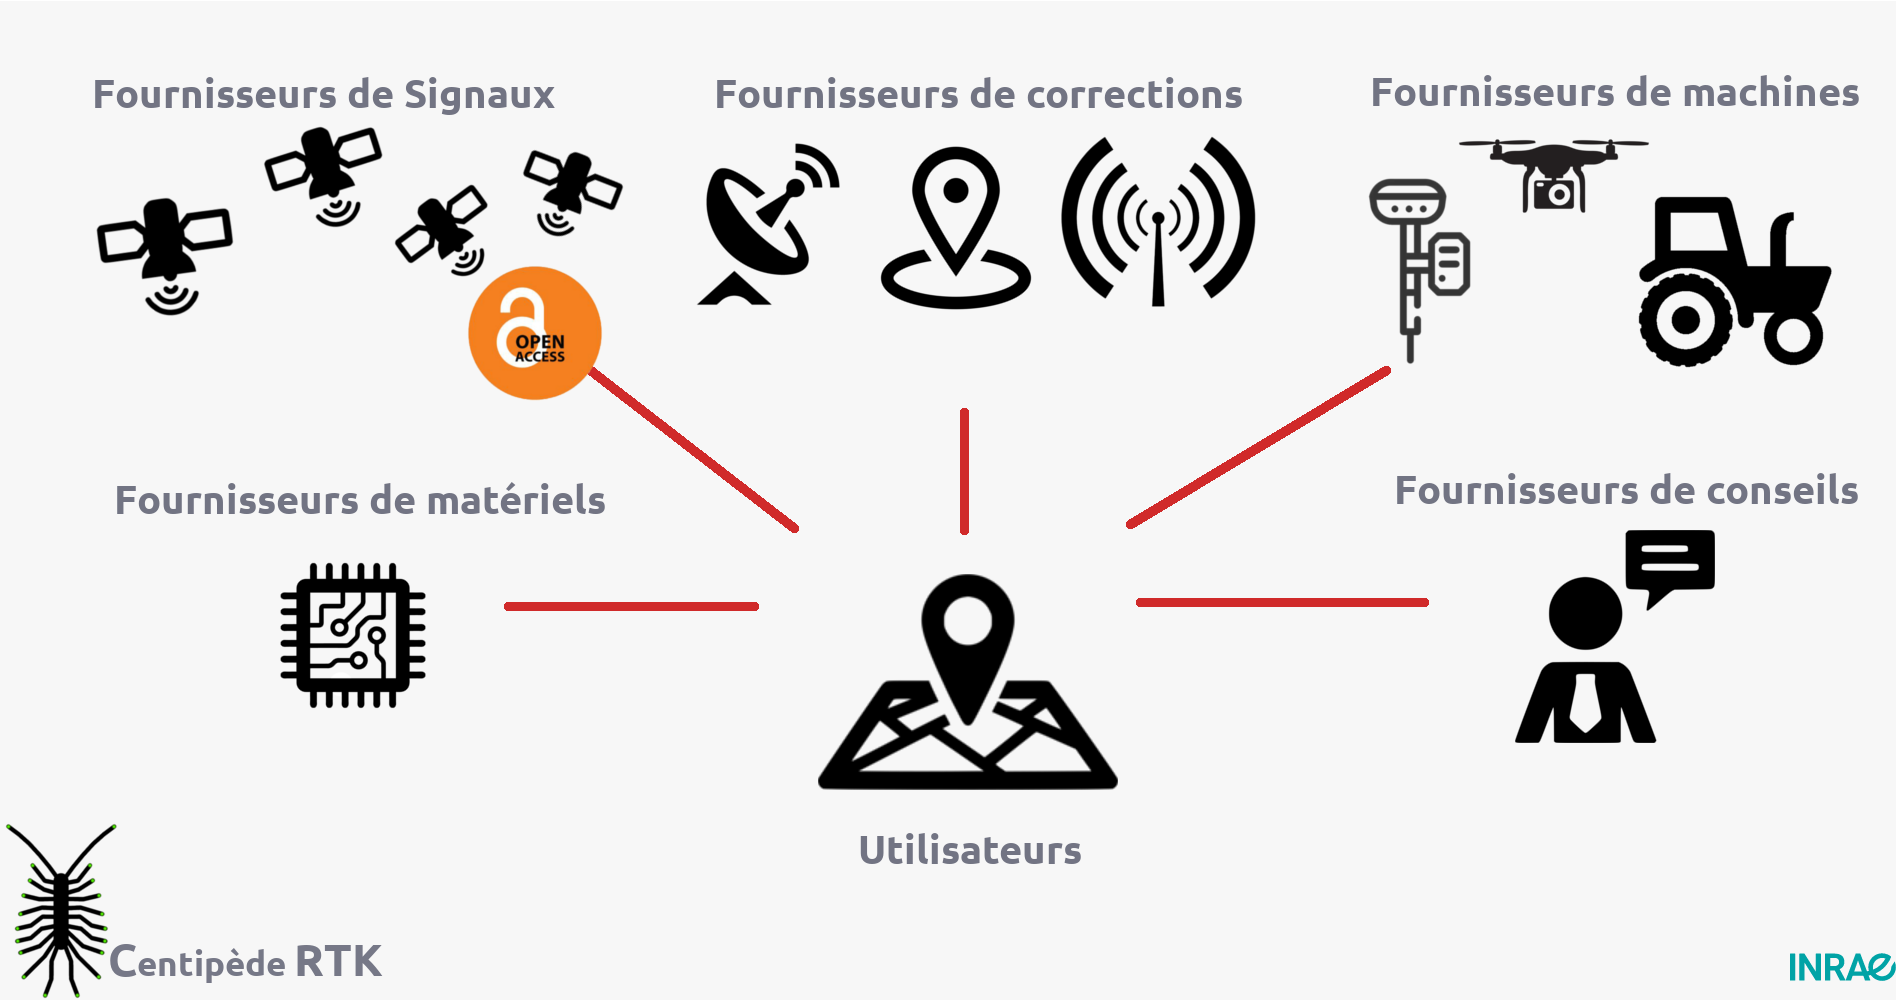 Fournisseurs de Signaux
Fournisseurs de corrections
Fournisseurs de machines
OPEN
ACCESS
Fournisseurs de matériels
Fournisseurs de conseils
Utilisateurs
Centipède RTK
INRAE